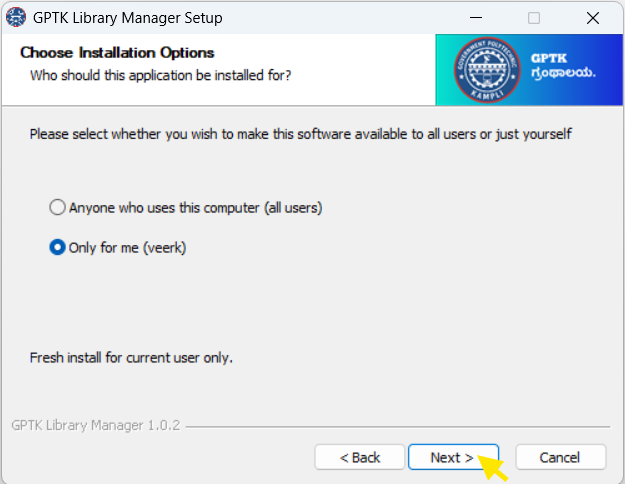 GPTK Library Manager Setup
Choose Installation Options
Who should this application be installed for?
GOVERNMENT POLYTECHNIC
KAMPLI
GPTK
ಗ್ರಂಥಾಲಯ.
Please select whether you wish to make this software available to all users or just yourself
Anyone who uses this computer (all users)
Only for me (veerk)
Fresh install for current user only.
GPTK Library Manager 1.0.2
< Back
Next >
Cancel